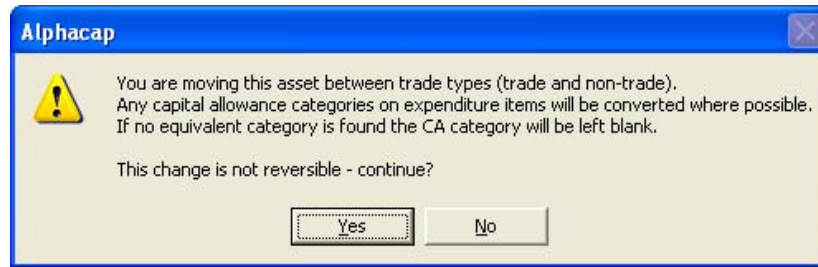 Alphacap
You are moving this asset between trade types (trade and non-trade).
Any capital allowance categories on expenditure items will be converted where possible.
If no equivalent category is found the CA category will be left blank.
This change is not reversible - continue?
Yes
No